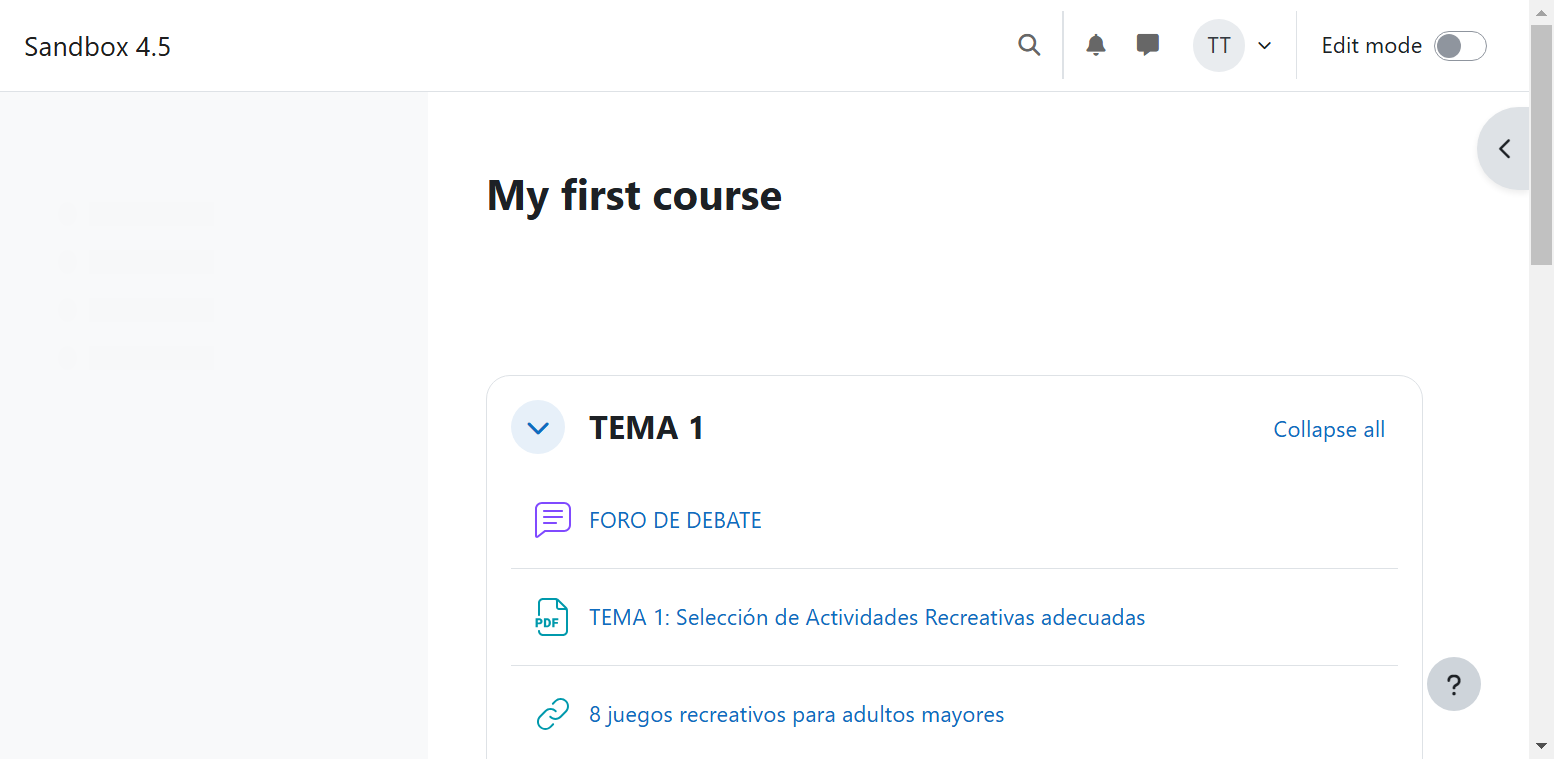 Sandbox 4.5
TT
Edit mode
My first course
TEMA 1
Collapse all
FORO DE DEBATE
PDF
TEMA 1: Selección de Actividades Recreativas adecuadas
8 juegos recreativos para adultos mayores
?